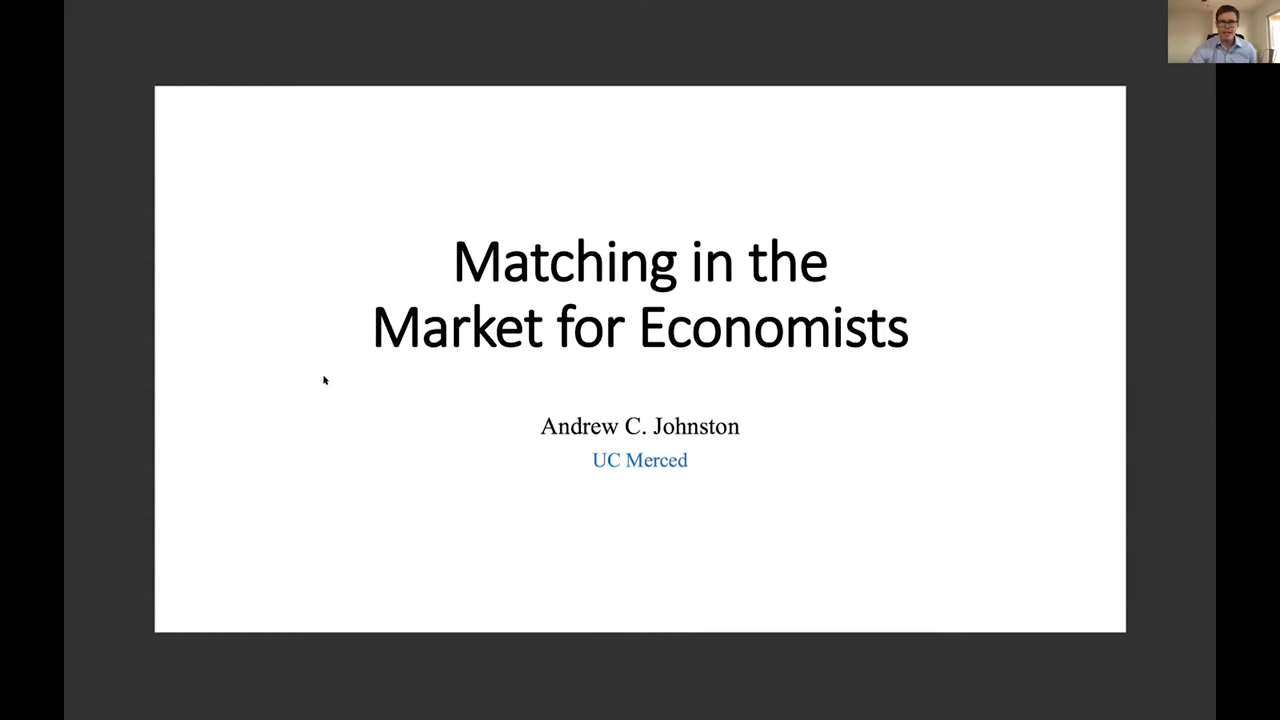 Matching in the
Market for Economists
Andrew C. Johnston
UC Merced